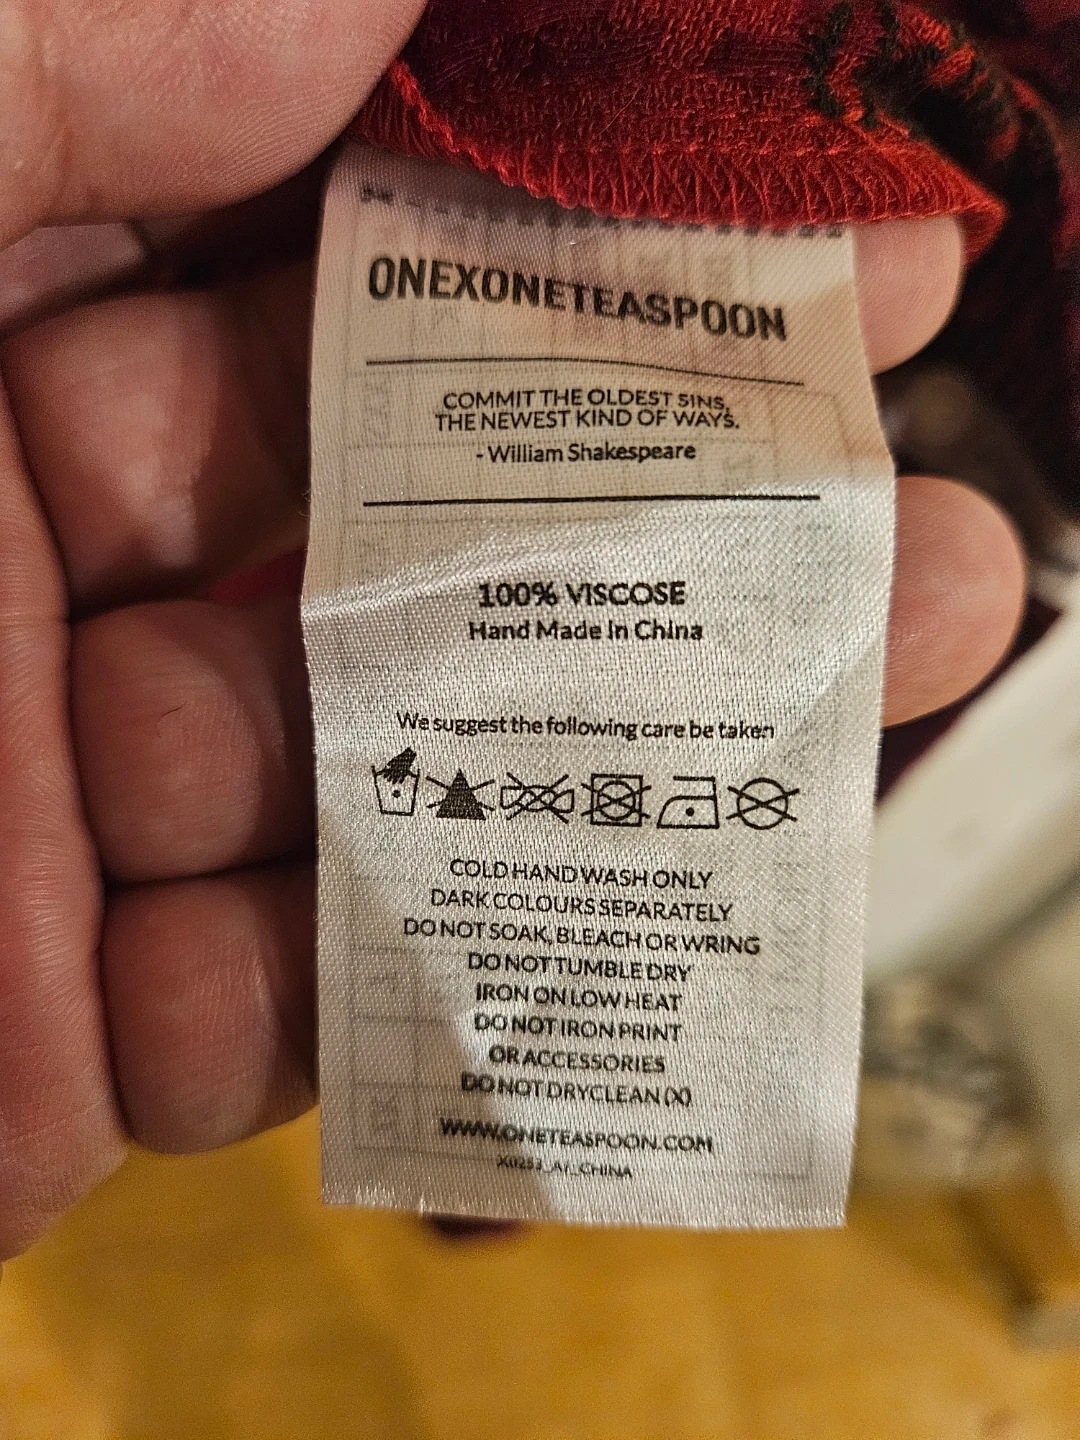 ONEXONETEASPOON
COMMIT THE OLDEST SINS,
THE NEWEST KIND OF WAYS.
- William Shakespeare
100% VISCOSE
Hand Made In China
We suggest the following care be taken
COLD HAND WASH ONLY
DARK COLOURS SEPARATELY
DO NOT SOAK, BLEACH OR WRING
DO NOT TUMBLE DRY
IRON ON LOW HEAT
DO NOT IRON PRINT
OR ACCESSORIES
DO NOT DRYCLEAN (X)
WWW.ONETEASPOON.COM